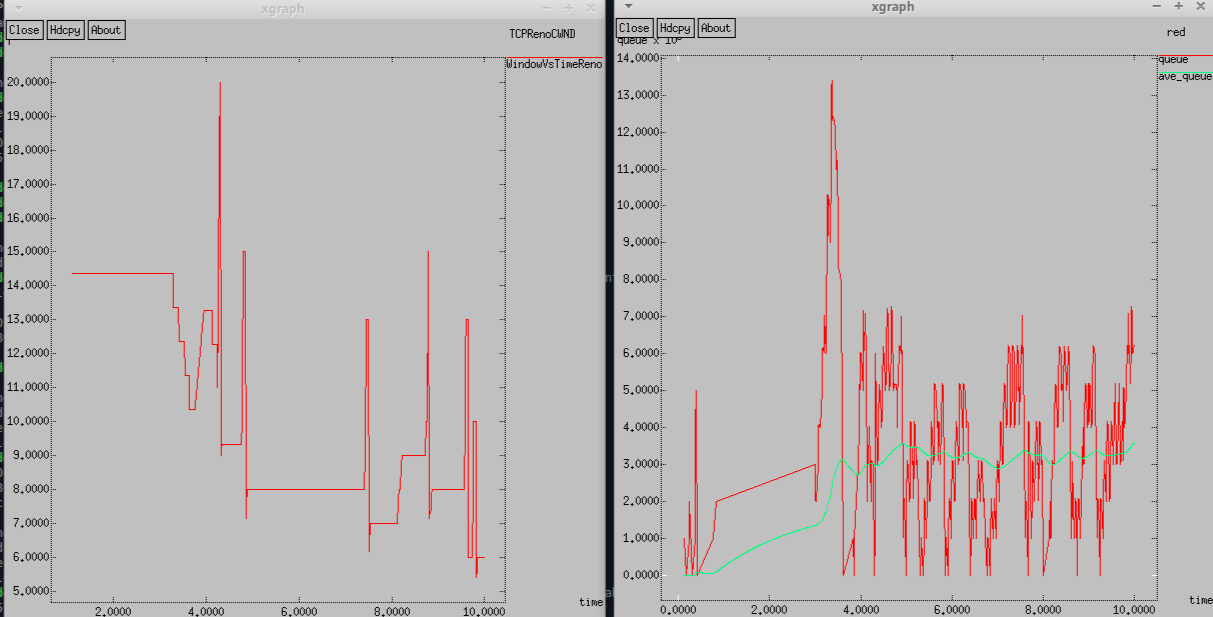 xgraph
Close Hdcpy About
TCPRenoCWND
WindowVsTimeReno
20.0000
19.0000
18.0000
17.0000
16.0000
15.0000
14.0000
13.0000
12.0000
11.0000
10.0000
9.0000
8.0000
7.0000
6.0000
5.0000
2.0000 4.0000 6.0000 8.0000 10.0000
time
xgraph
Close Hdcpy About
red
queue
ave_queue
14.0000
13.0000
12.0000
11.0000
10.0000
9.0000
8.0000
7.0000
6.0000
5.0000
4.0000
3.0000
2.0000
1.0000
0.0000
0.0000 2.0000 4.0000 6.0000 8.0000 10.0000
time